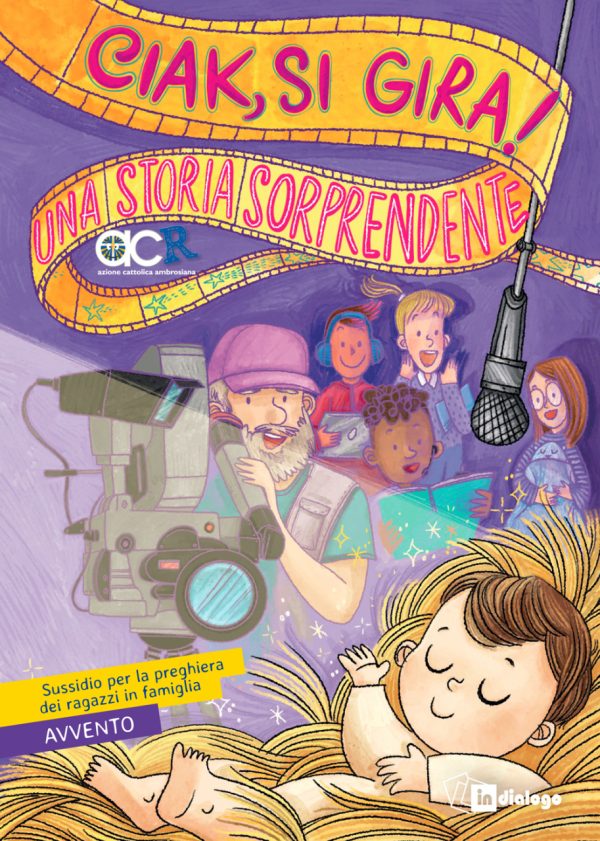 CIAK, SI GIRA!
UNA STORIA SORPRENDENTE
acR
azione cattolica ambrosiana
Sussidio per la preghiera
dei ragazzi in famiglia
AVVENTO
in dialogo